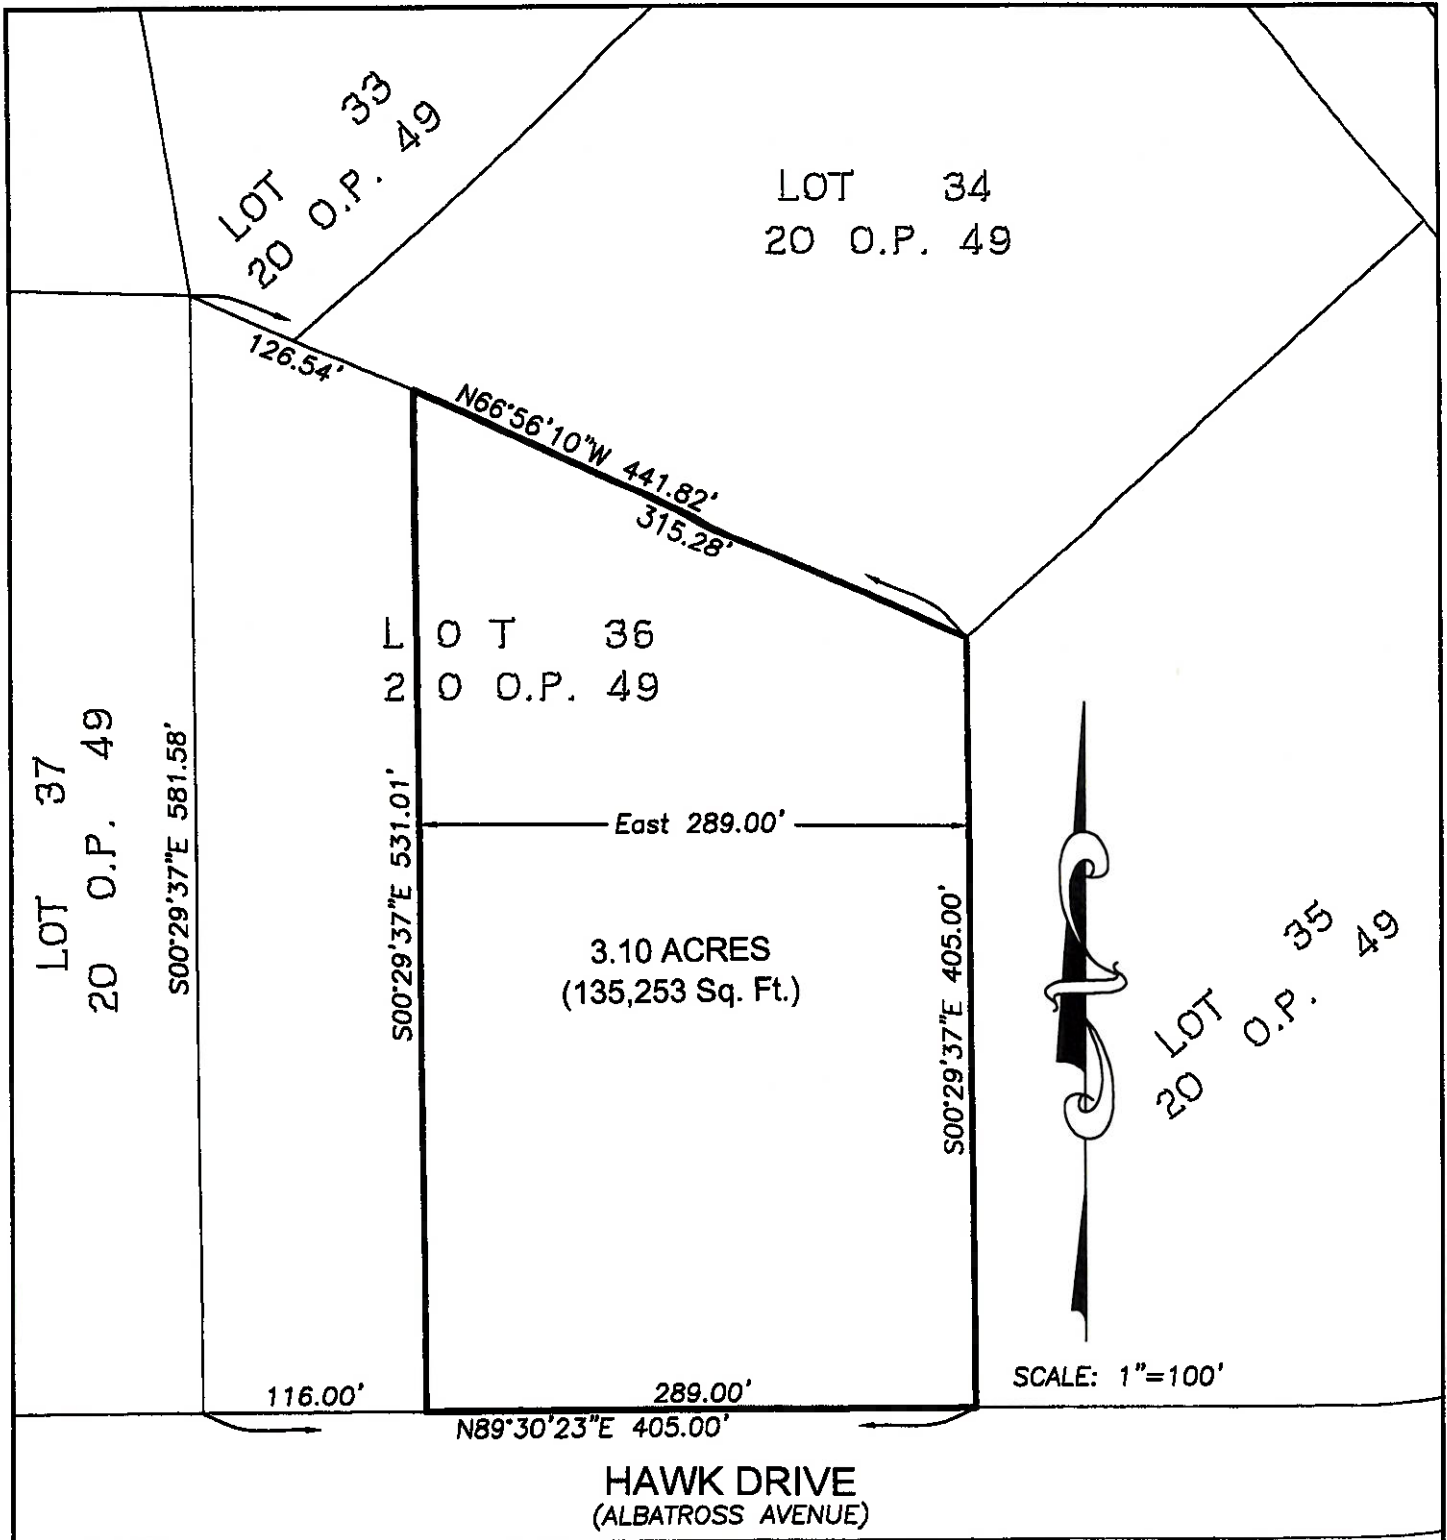 LOT 33
20 O.P. 49
LOT 34
20 O.P. 49
126.54'
N66°56'10"W 441.82'
315.28'
LOT 36
20 O.P. 49
LOT 37
20 O.P. 49
S00°29'37"E 581.58'
S00°29'37"E 531.01'
East 289.00'
3.10 ACRES
(135,253 Sq. Ft.)
S00°29'37"E 405.00'
LOT 35
20 O.P. 49
SCALE: 1"=100'
116.00'
289.00'
N89°30'23"E 405.00'
HAWK DRIVE
(ALBATROSS AVENUE)